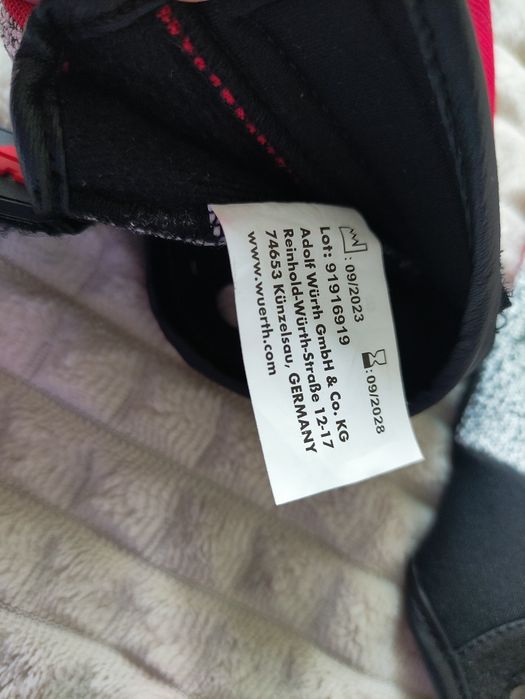 : 09/2023
: 09/2028
Lot: 91916919
Adolf Würth GmbH & Co. KG
Reinhold-Würth-Straße 12-17
74653 Künzelsau, GERMANY
www.wuerth.com